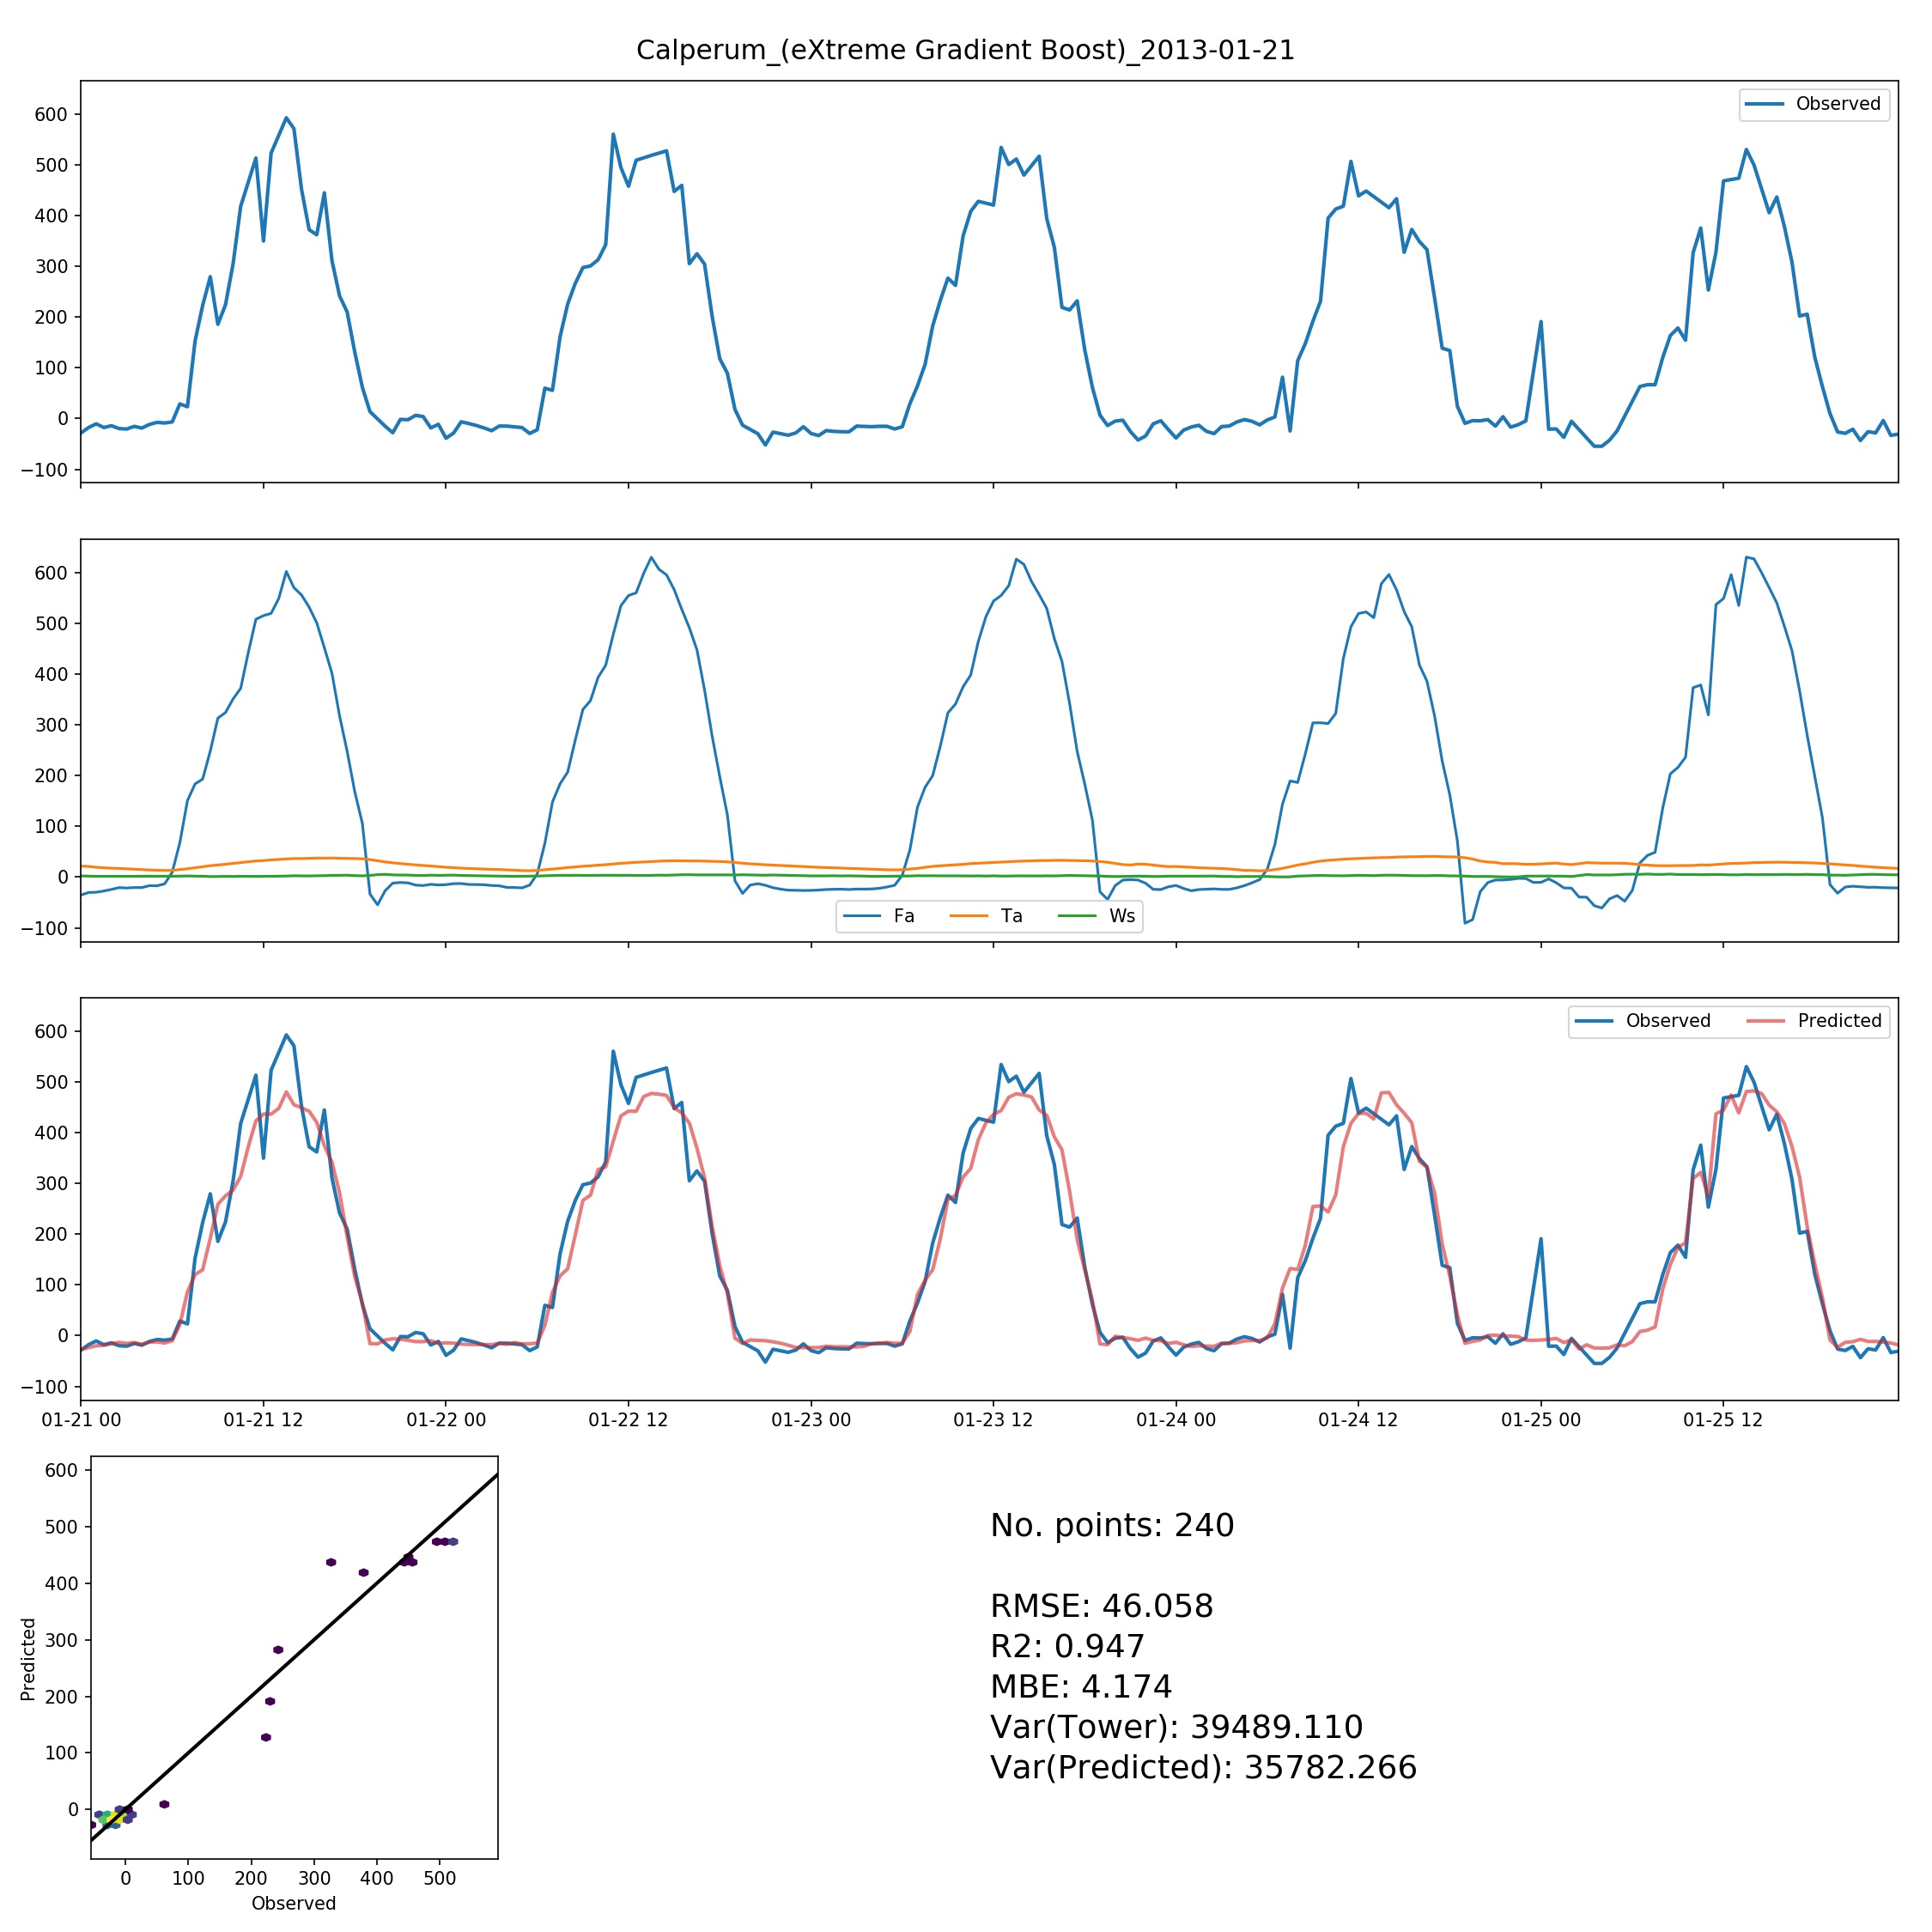 Calperum_(eXtreme Gradient Boost)_2013-01-21
600
500
400
300
200
100
0
−100
Observed
600
500
400
300
200
100
0
−100
Fa Ta Ws
600
500
400
300
200
100
0
−100
Observed Predicted
01-21 00 01-21 12 01-22 00 01-22 12 01-23 00 01-23 12 01-24 00 01-24 12 01-25 00 01-25 12
600
500
400
300
200
100
0
Predicted
0 100 200 300 400 500
Observed
No. points: 240
RMSE: 46.058
R2: 0.947
MBE: 4.174
Var(Tower): 39489.110
Var(Predicted): 35782.266